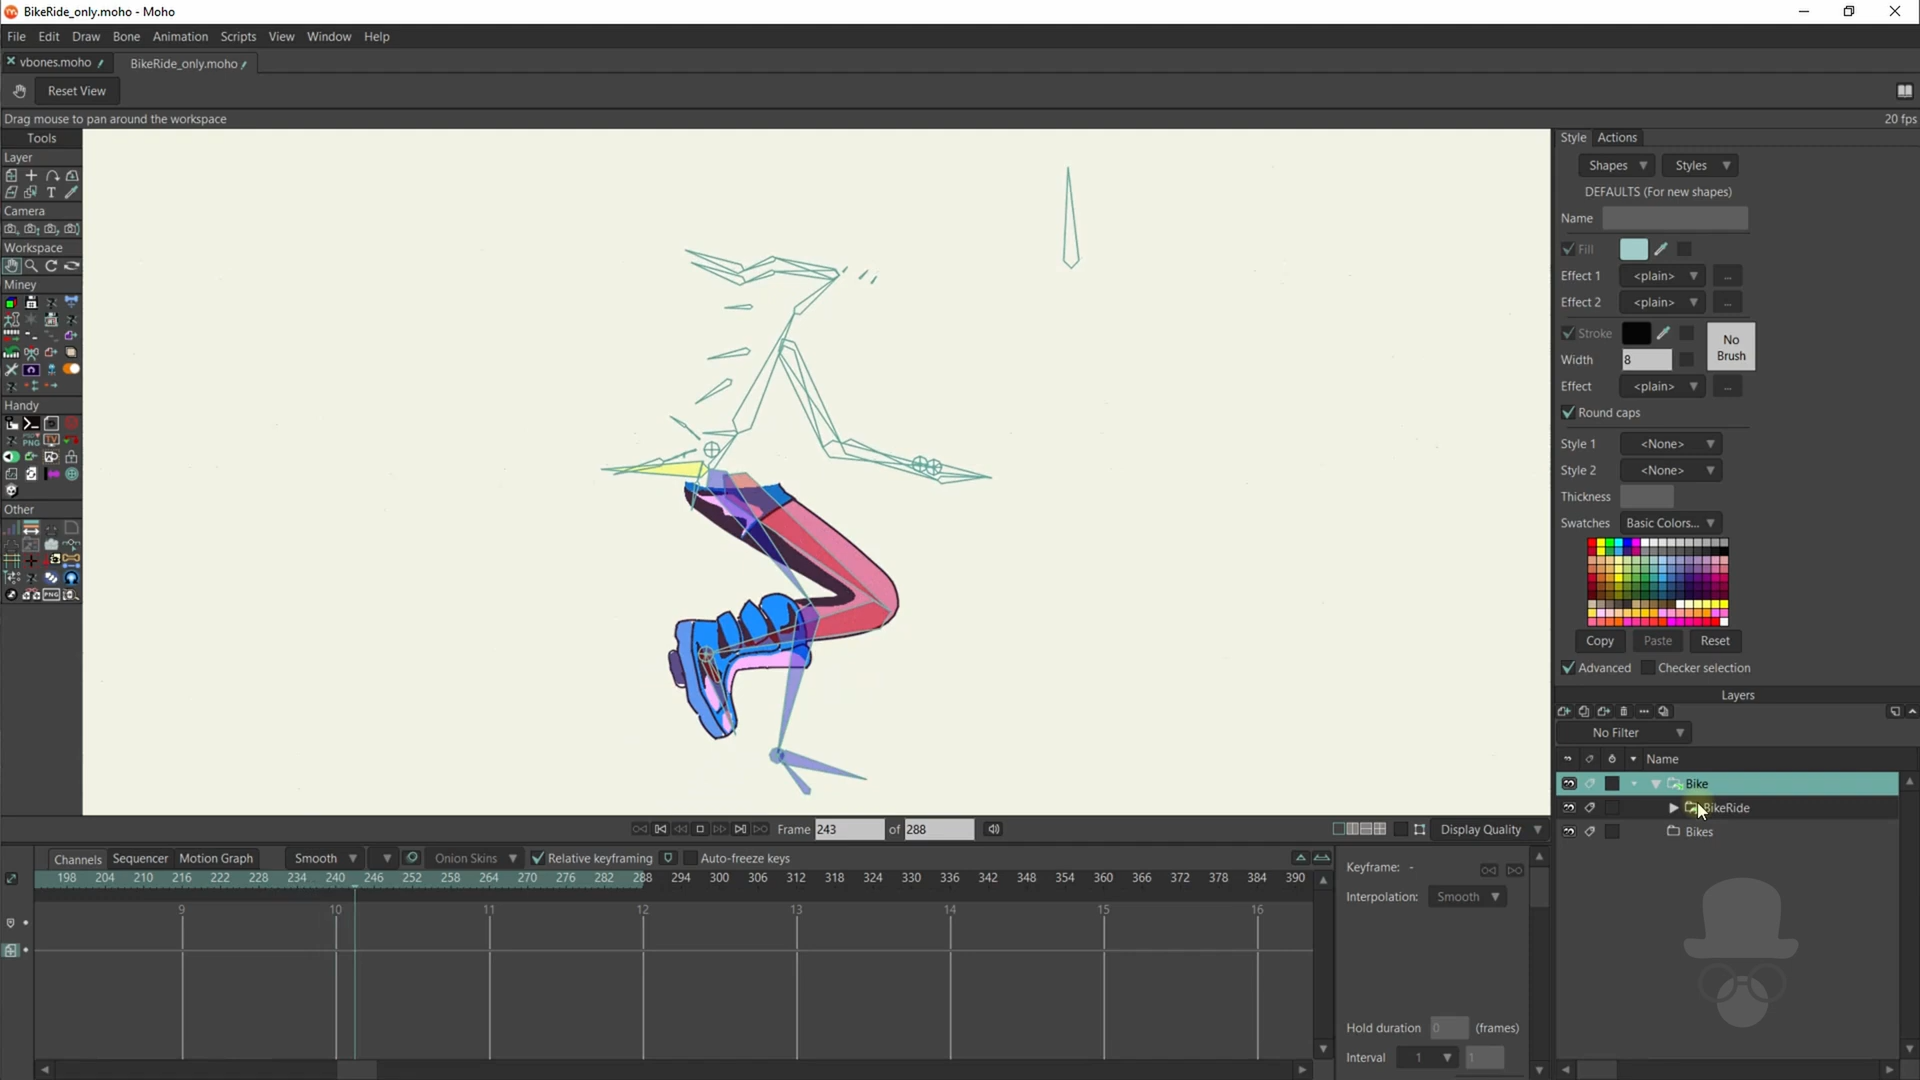 BikeRide_only.moho - Moho
File Edit Draw Bone Animation Scripts View Window Help
vbones.moho BikeRide_only.moho
Reset View
Drag mouse to pan around the workspace 20 fps
Tools
Layer
Camera
Workspace
Miney
Handy
Other
Style Actions
Shapes Styles
DEFAULTS (For new shapes)
Name
Fill
Effect 1 <plain> ...
Effect 2 <plain> ...
Stroke
No Brush
Width 8
Effect <plain> ...
Round caps
Style 1 <None>
Style 2 <None>
Thickness
Swatches Basic Colors...
Copy Paste Reset
Advanced Checker selection
Layers
No Filter
Name
Bike
BikeRide
Bikes
Frame 243 of 288 Display Quality
Channels Sequencer Motion Graph Smooth Onion Skins Relative keyframing Auto-freeze keys
198 204 210 216 222 228 234 240 246 252 258 264 270 276 282 288 294 300 306 312 318 324 330 336 342 348 354 360 366 372 378 384 390
9 10 11 12 13 14 15 16
Keyframe: -
Interpolation: Smooth
Hold duration 0 (frames)
Interval 1 1